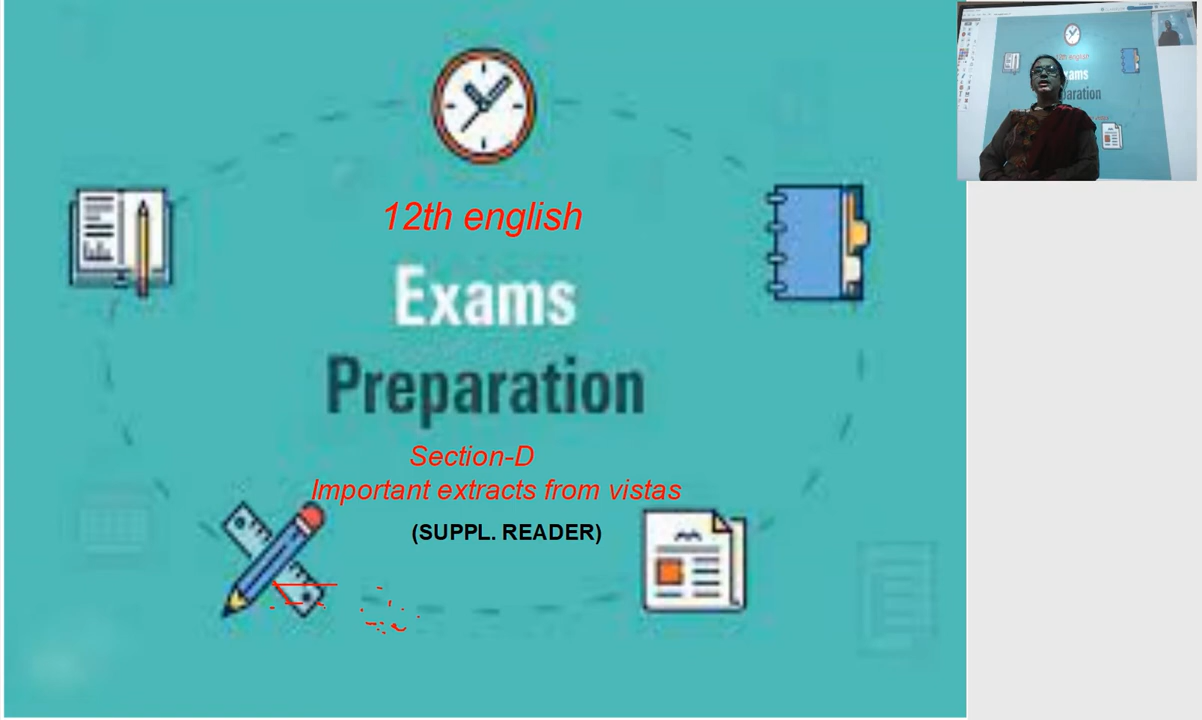 12th english
Exams
Preparation
Section-D
Important extracts from vistas
(SUPPL. READER)